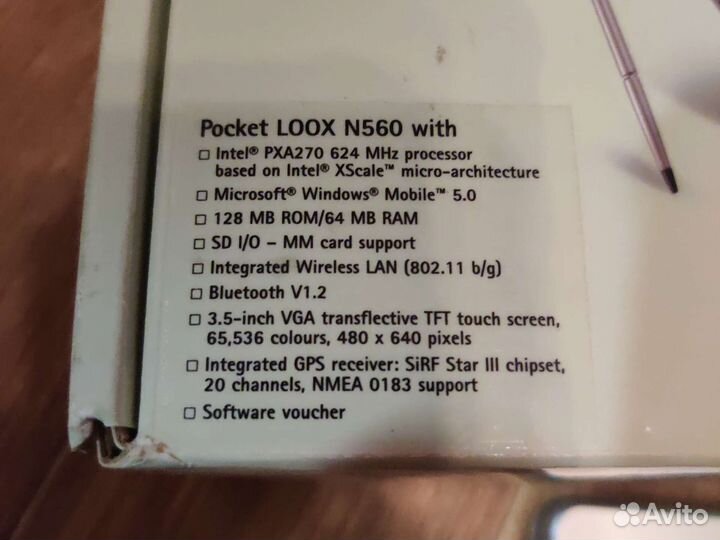 Pocket LOOX N560 with
□ Intel® PXA270 624 MHz processor
based on Intel® XScale™ micro-architecture
□ Microsoft® Windows® Mobile™ 5.0
□ 128 MB ROM/64 MB RAM
□ SD I/O – MM card support
□ Integrated Wireless LAN (802.11 b/g)
□ Bluetooth V1.2
□ 3.5-inch VGA transflective TFT touch screen,
65,536 colours, 480 x 640 pixels
□ Integrated GPS receiver: SiRF Star III chipset,
20 channels, NMEA 0183 support
□ Software voucher
Avito